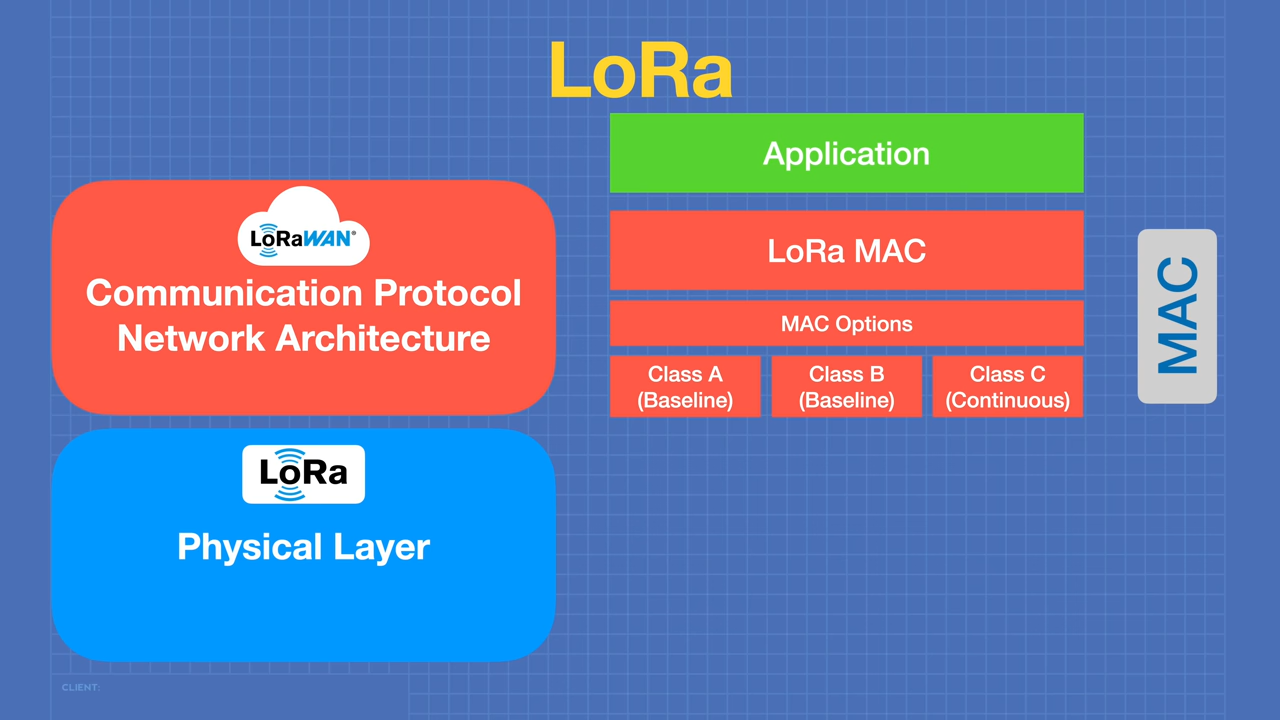 LoRa
Application
LoRaWAN®
Communication Protocol
Network Architecture
LoRa MAC
MAC Options
Class A
(Baseline)
Class B
(Baseline)
Class C
(Continuous)
MAC
LoRa
Physical Layer
CLIENT: